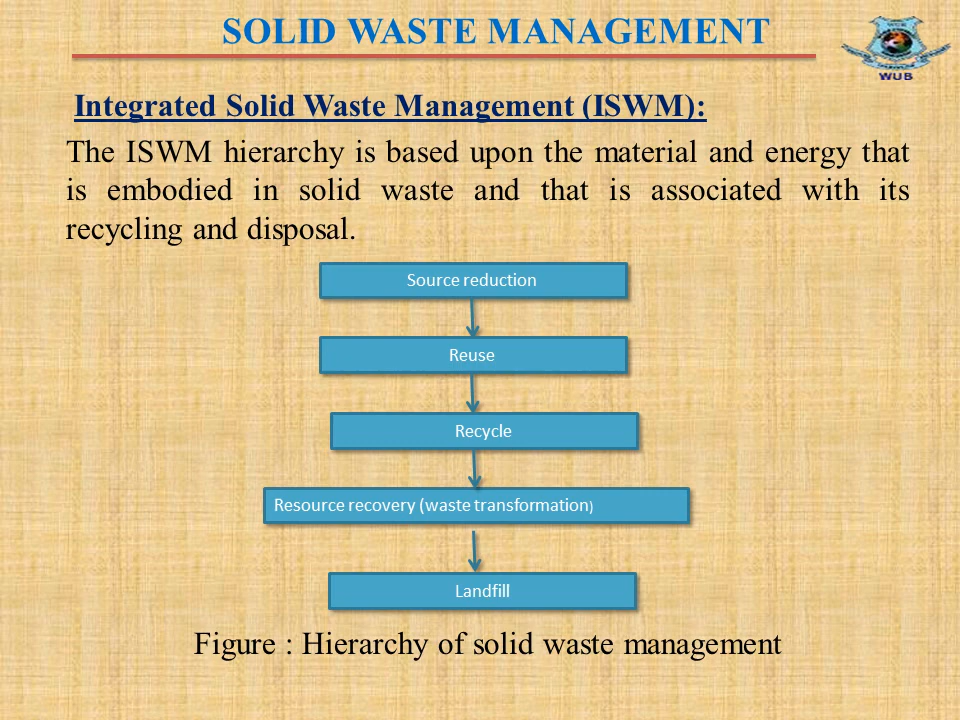 SOLID WASTE MANAGEMENT
WUB
Integrated Solid Waste Management (ISWM):
The ISWM hierarchy is based upon the material and energy that
is embodied in solid waste and that is associated with its
recycling and disposal.
Source reduction
Reuse
Recycle
Resource recovery (waste transformation)
Landfill
Figure : Hierarchy of solid waste management